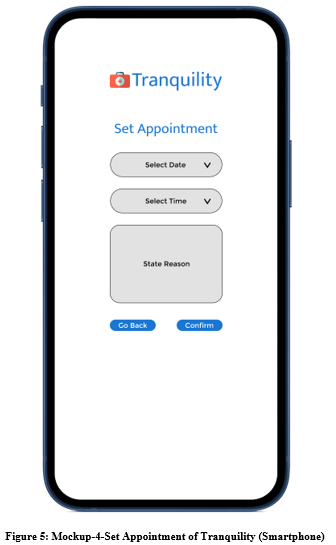 Tranquility
Set Appointment
Select Date
Select Time
State Reason
Go Back Confirm
Figure 5: Mockup-4-Set Appointment of Tranquility (Smartphone)